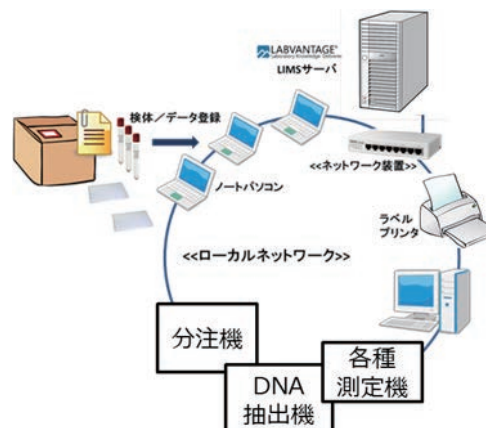 LABVANTAGE®
Laboratory Knowledge. Delivered.
LIMSサーバ
検体／データ登録
ノートパソコン
<<ネットワーク装置>>
ラベル
プリンタ
<<ローカルネットワーク>>
分注機
DNA
抽出機
各種
測定機